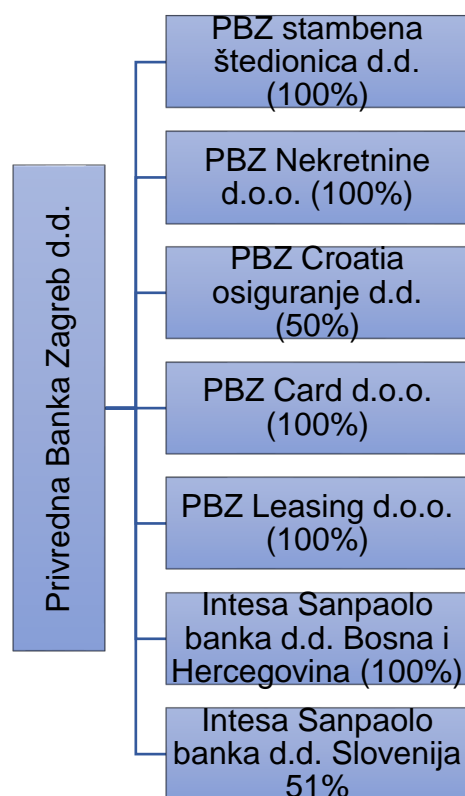 Privredna Banka Zagreb d.d.
PBZ stambena
štedionica d.d.
(100%)
PBZ Nekretnine
d.o.o. (100%)
PBZ Croatia
osiguranje d.d.
(50%)
PBZ Card d.o.o.
(100%)
PBZ Leasing d.o.o.
(100%)
Intesa Sanpaolo
banka d.d. Bosna i
Hercegovina (100%)
Intesa Sanpaolo
banka d.d. Slovenija
51%